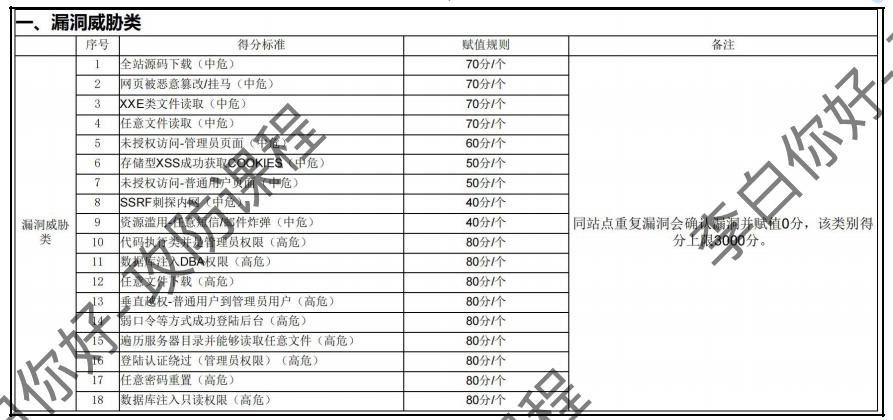 一、漏洞威胁类
序号 得分标准 赋值规则 备注
1 全站源码下载（中危） 70分/个
2 网页被恶意篡改/挂马（中危） 70分/个
3 XXE类文件读取（中危） 70分/个
4 任意文件读取（中危） 70分/个
5 未授权访问-管理员页面（中危） 60分/个
6 存储型XSS成功获取COOKIES（中危） 50分/个
7 未授权访问-普通用户页面（中危） 50分/个
8 SSRF刺探内网（中危） 40分/个
9 资源滥用-任意短信/邮件炸弹（中危） 40分/个
10 代码执行类并是管理员权限（高危） 80分/个
11 数据库注入DBA权限（高危） 80分/个
12 任意文件下载（高危） 80分/个
13 垂直越权-普通用户到管理员用户（高危） 80分/个
14 弱口令等方式成功登陆后台（高危） 80分/个
15 遍历服务器目录并能够读取任意文件（高危） 80分/个
16 登陆认证绕过（管理员权限）（高危） 80分/个
17 任意密码重置（高危） 80分/个
18 数据库注入只读权限（高危） 80分/个
漏洞威胁
类
同站点重复漏洞会确认漏洞并赋值0分，该类别得
分上限3000分。
李白你好-攻防课程
李白你好-
课程